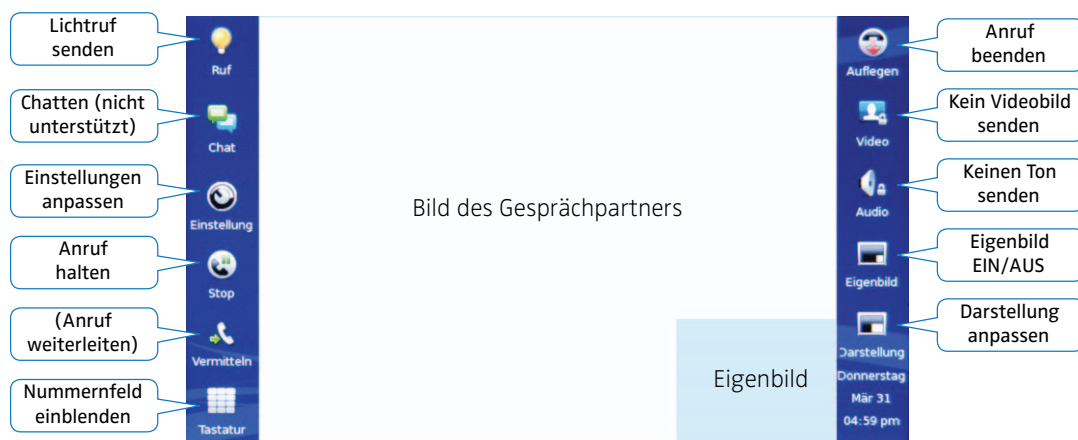 Lichtruf
senden
Chatten (nicht
unterstützt)
Einstellungen
anpassen
Anruf
halten
(Anruf
weiterleiten)
Nummernfeld
einblenden
Ruf
Chat
Einstellung
Stop
Vermitteln
Tastatur
Bild des Gesprächpartners
Eigenbild
Auflegen
Video
Audio
Eigenbild
Darstellung
Donnerstag
Mär 31
04:59 pm
Anruf
beenden
Kein Videobild
senden
Keinen Ton
senden
Eigenbild
EIN/AUS
Darstellung
anpassen